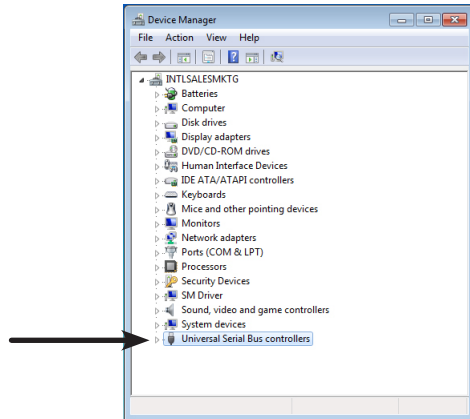 Device Manager
File Action View Help
INTLSALESMKTG
Batteries
Computer
Disk drives
Display adapters
DVD/CD-ROM drives
Human Interface Devices
IDE ATA/ATAPI controllers
Keyboards
Mice and other pointing devices
Monitors
Network adapters
Ports (COM & LPT)
Processors
Security Devices
SM Driver
Sound, video and game controllers
System devices
Universal Serial Bus controllers